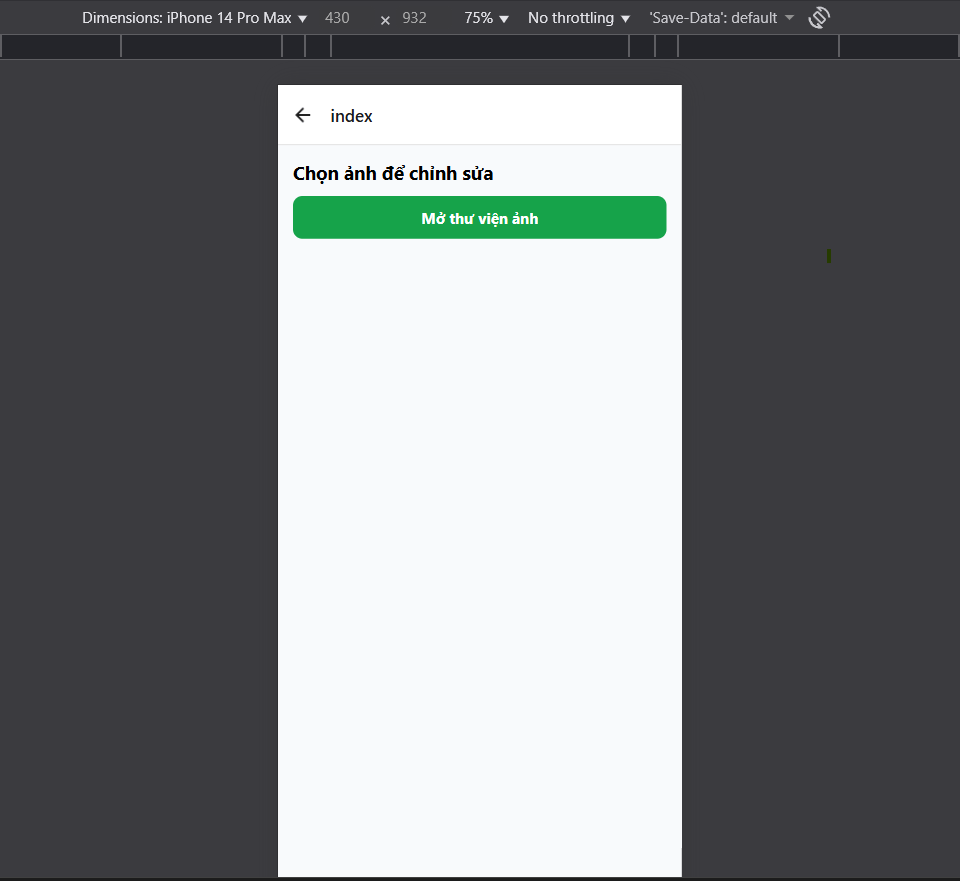 Dimensions: iPhone 14 Pro Max ▼ 430 × 932 75% ▼ No throttling ▼ 'Save-Data': default
index
Chọn ảnh để chỉnh sửa
Mở thư viện ảnh